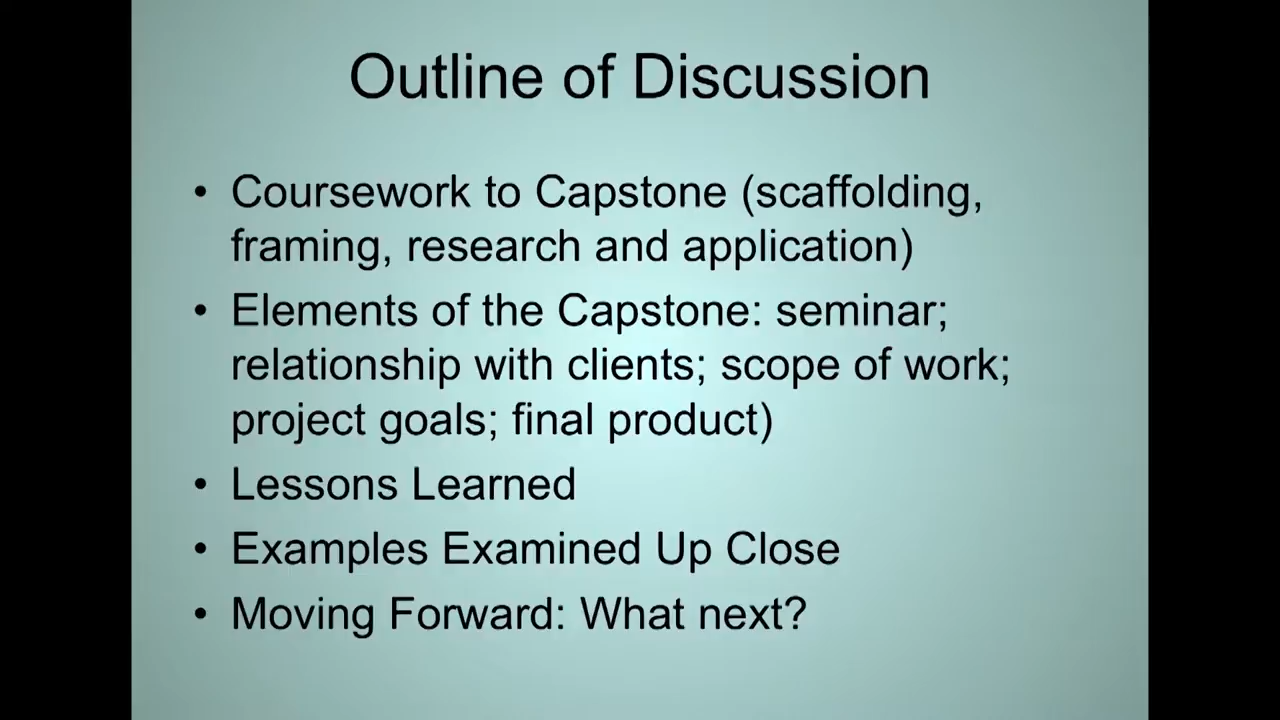 Outline of Discussion
• Coursework to Capstone (scaffolding,
framing, research and application)
• Elements of the Capstone: seminar;
relationship with clients; scope of work;
project goals; final product)
• Lessons Learned
• Examples Examined Up Close
• Moving Forward: What next?